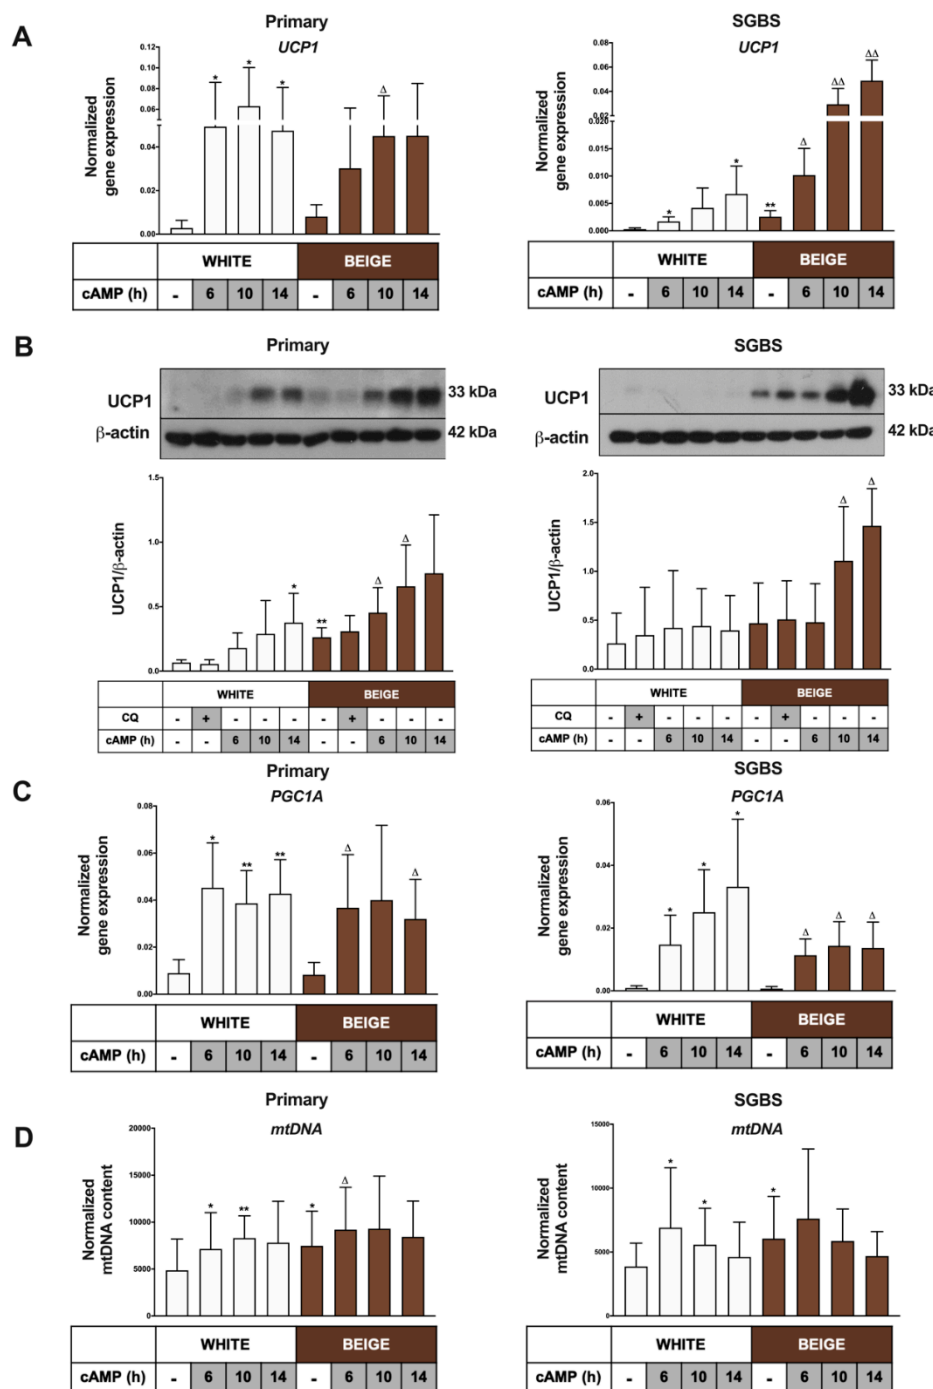 A
Primary
UCP1
Normalized
gene expression
0.12
0.10
0.08
0.06
0.04
0.02
0.00
* * * Δ
WHITE BEIGE
cAMP (h) - 6 10 14 - 6 10 14
SGBS
UCP1
Normalized
gene expression
0.08
0.06
0.04
0.02
0.020
0.015
0.010
0.005
0.000
* * ** Δ ΔΔ ΔΔ
WHITE BEIGE
cAMP (h) - 6 10 14 - 6 10 14
B
Primary
UCP1 33 kDa
β-actin 42 kDa
UCP1/β-actin
1.5
1.0
0.5
0.0
* ** Δ Δ
WHITE BEIGE
CQ - + - - - - + - - -
cAMP (h) - - 6 10 14 - - 6 10 14
SGBS
UCP1 33 kDa
β-actin 42 kDa
UCP1/β-actin
2.0
1.5
1.0
0.5
0.0
Δ Δ
WHITE BEIGE
CQ - + - - - - + - - -
cAMP (h) - - 6 10 14 - - 6 10 14
C
Primary
PGC1A
Normalized
gene expression
0.08
0.06
0.04
0.02
0.00
* ** ** Δ Δ
WHITE BEIGE
cAMP (h) - 6 10 14 - 6 10 14
SGBS
PGC1A
Normalized
gene expression
0.06
0.04
0.02
0.00
* * * Δ Δ Δ
WHITE BEIGE
cAMP (h) - 6 10 14 - 6 10 14
D
Primary
mtDNA
Normalized
mtDNA content
20000
15000
10000
5000
0
* ** * Δ
WHITE BEIGE
cAMP (h) - 6 10 14 - 6 10 14
SGBS
mtDNA
Normalized
mtDNA content
15000
10000
5000
0
* * *
WHITE BEIGE
cAMP (h) - 6 10 14 - 6 10 14